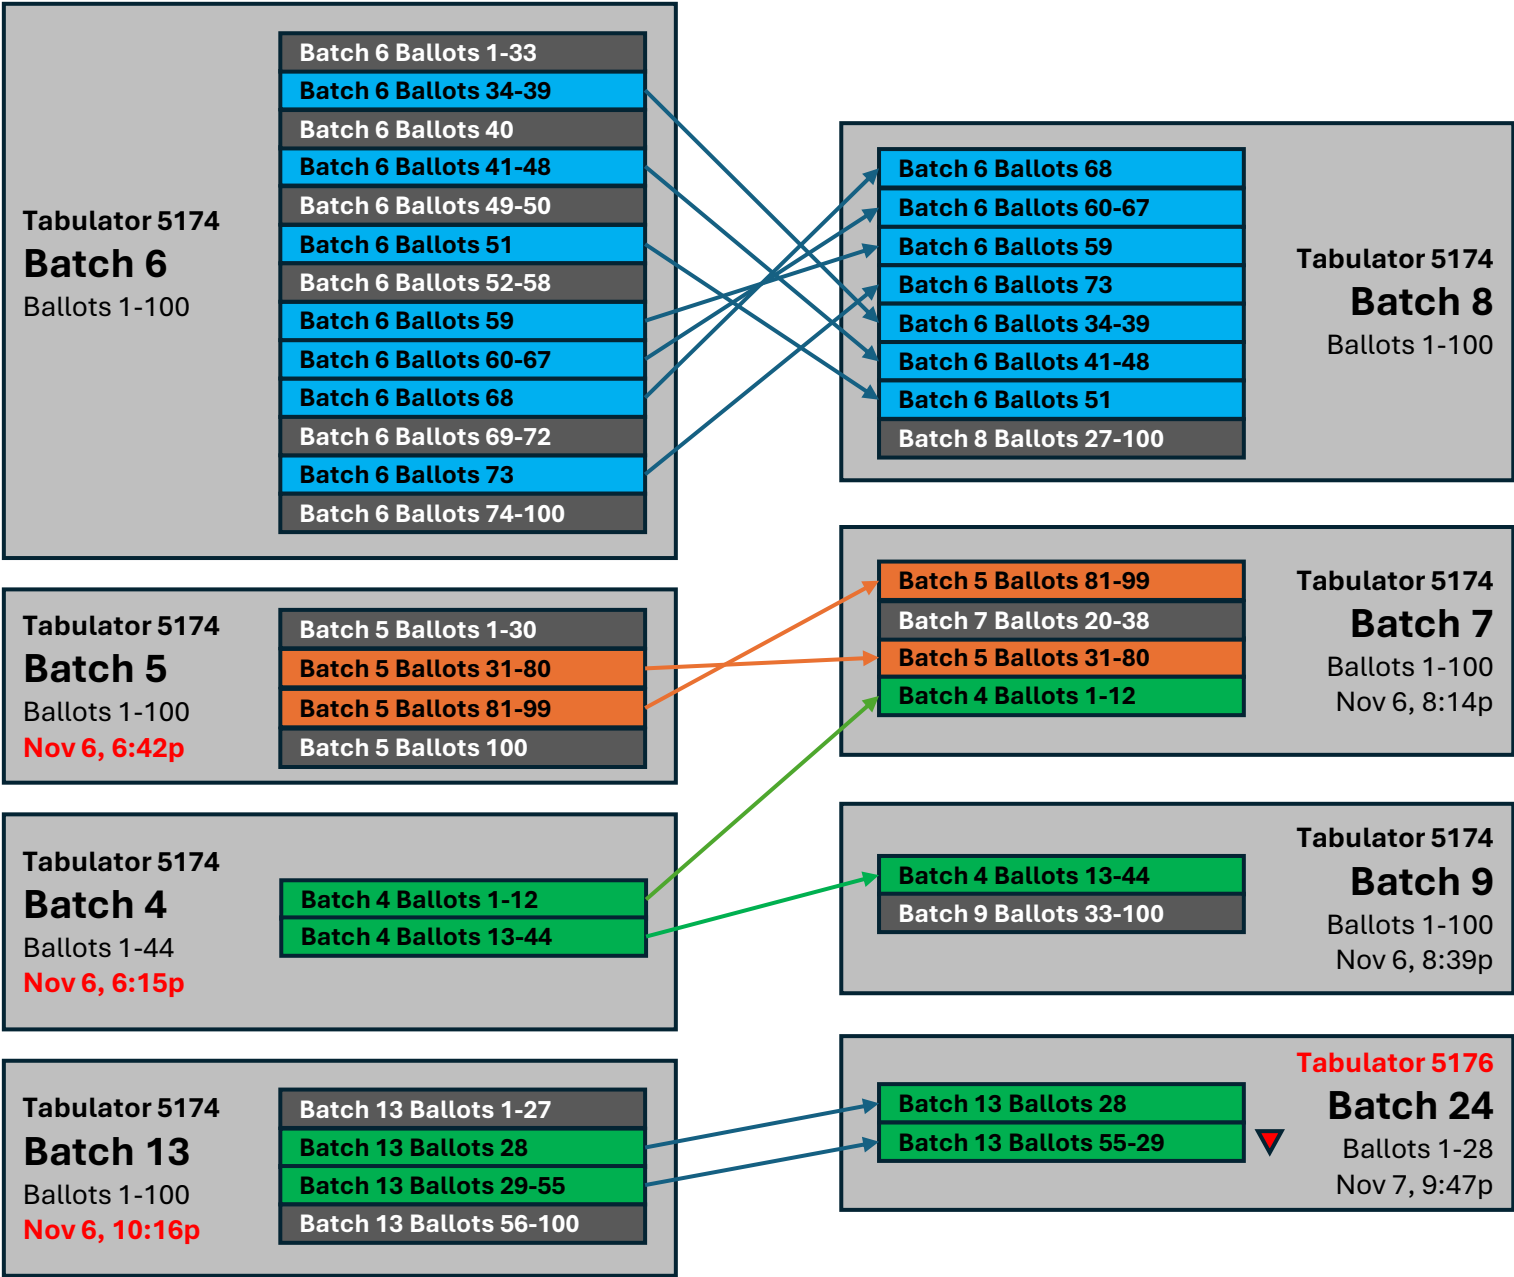 Tabulator 5174
Batch 6
Ballots 1-100
Batch 6 Ballots 1-33
Batch 6 Ballots 34-39
Batch 6 Ballots 40
Batch 6 Ballots 41-48
Batch 6 Ballots 49-50
Batch 6 Ballots 51
Batch 6 Ballots 52-58
Batch 6 Ballots 59
Batch 6 Ballots 60-67
Batch 6 Ballots 68
Batch 6 Ballots 69-72
Batch 6 Ballots 73
Batch 6 Ballots 74-100
Batch 6 Ballots 68
Batch 6 Ballots 60-67
Batch 6 Ballots 59
Batch 6 Ballots 73
Batch 6 Ballots 34-39
Batch 6 Ballots 41-48
Batch 6 Ballots 51
Batch 8 Ballots 27-100
Tabulator 5174
Batch 8
Ballots 1-100
Tabulator 5174
Batch 5
Ballots 1-100
Nov 6, 6:42p
Batch 5 Ballots 1-30
Batch 5 Ballots 31-80
Batch 5 Ballots 81-99
Batch 5 Ballots 100
Batch 5 Ballots 81-99
Batch 7 Ballots 20-38
Batch 5 Ballots 31-80
Batch 4 Ballots 1-12
Tabulator 5174
Batch 7
Ballots 1-100
Nov 6, 8:14p
Tabulator 5174
Batch 4
Ballots 1-44
Nov 6, 6:15p
Batch 4 Ballots 1-12
Batch 4 Ballots 13-44
Batch 4 Ballots 13-44
Batch 9 Ballots 33-100
Tabulator 5174
Batch 9
Ballots 1-100
Nov 6, 8:39p
Tabulator 5174
Batch 13
Ballots 1-100
Nov 6, 10:16p
Batch 13 Ballots 1-27
Batch 13 Ballots 28
Batch 13 Ballots 29-55
Batch 13 Ballots 56-100
Batch 13 Ballots 28
Batch 13 Ballots 55-29
Tabulator 5176
Batch 24
Ballots 1-28
Nov 7, 9:47p